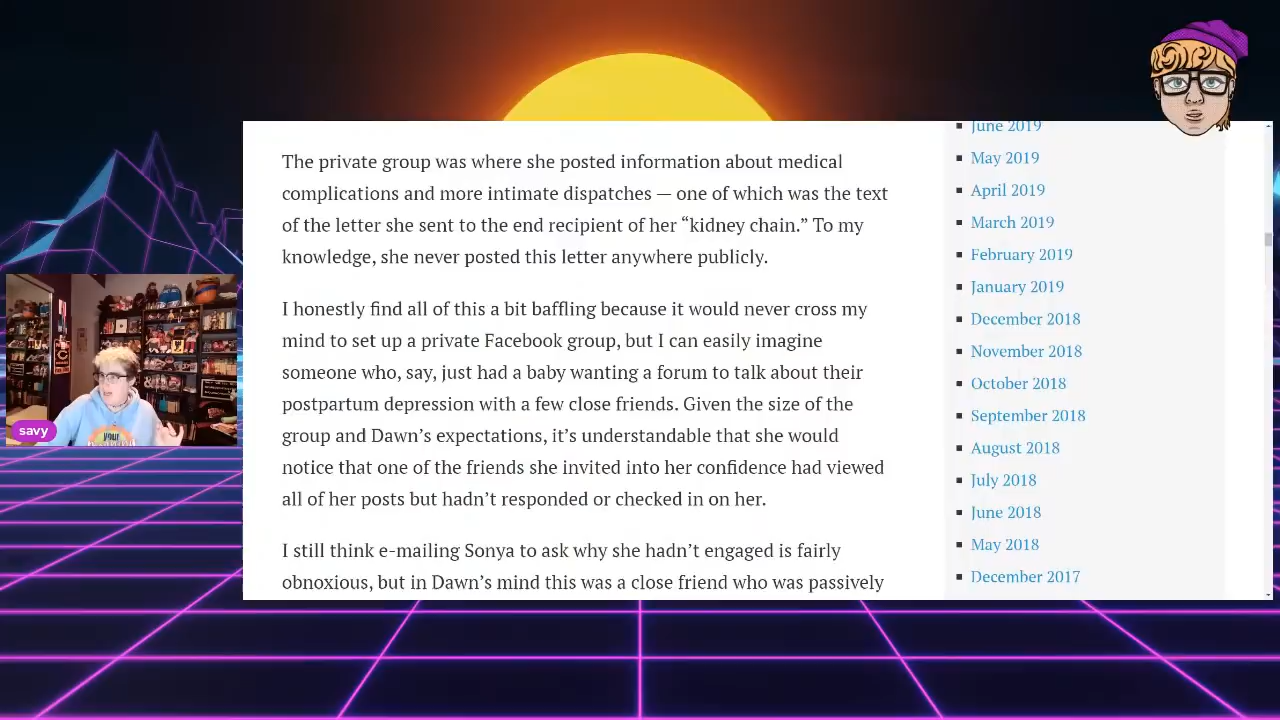 The private group was where she posted information about medical
complications and more intimate dispatches — one of which was the text
of the letter she sent to the end recipient of her “kidney chain.” To my
knowledge, she never posted this letter anywhere publicly.
I honestly find all of this a bit baffling because it would never cross my
mind to set up a private Facebook group, but I can easily imagine
someone who, say, just had a baby wanting a forum to talk about their
postpartum depression with a few close friends. Given the size of the
group and Dawn’s expectations, it’s understandable that she would
notice that one of the friends she invited into her confidence had viewed
all of her posts but hadn’t responded or checked in on her.
I still think e-mailing Sonya to ask why she hadn’t engaged is fairly
obnoxious, but in Dawn’s mind this was a close friend who was passively
June 2019
May 2019
April 2019
March 2019
February 2019
January 2019
December 2018
November 2018
October 2018
September 2018
August 2018
July 2018
June 2018
May 2018
December 2017
savy